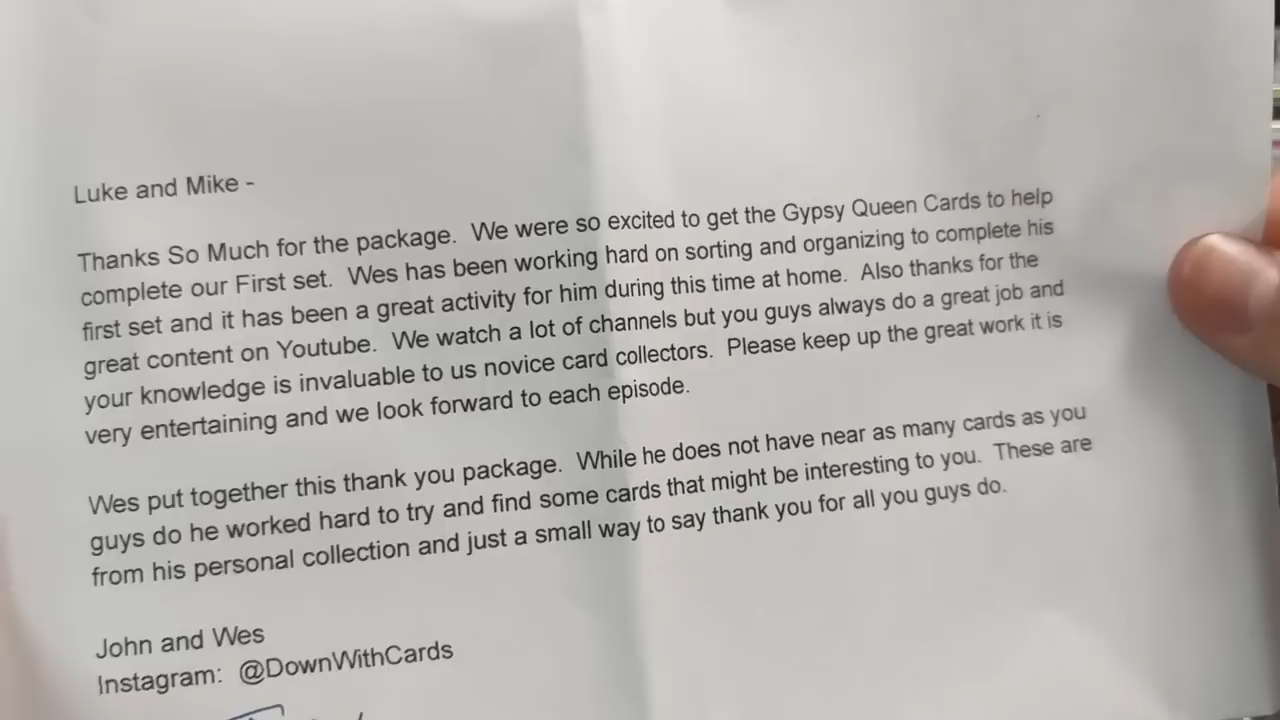 Luke and Mike -
Thanks So Much for the package. We were so excited to get the Gypsy Queen Cards to help
complete our First set. Wes has been working hard on sorting and organizing to complete his
first set and it has been a great activity for him during this time at home. Also thanks for the
great content on Youtube. We watch a lot of channels but you guys always do a great job and
your knowledge is invaluable to us novice card collectors. Please keep up the great work it is
very entertaining and we look forward to each episode.
Wes put together this thank you package. While he does not have near as many cards as you
guys do he worked hard to try and find some cards that might be interesting to you. These are
from his personal collection and just a small way to say thank you for all you guys do.
John and Wes
Instagram: @DownWithCards